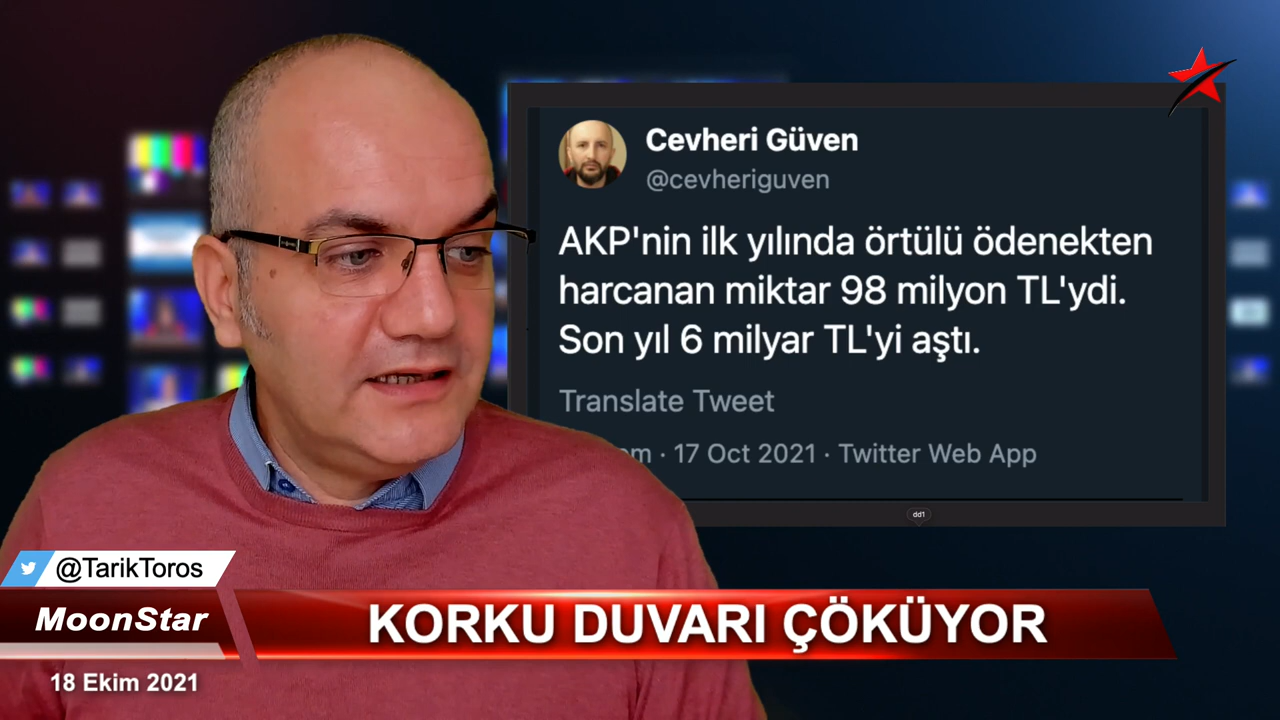 Cevheri Güven
@cevheriguven
AKP'nin ilk yılında örtülü ödenekten
harcanan miktar 98 milyon TL'ydi.
Son yıl 6 milyar TL'yi aştı.
Translate Tweet
· 17 Oct 2021 · Twitter Web App
dd1
@TarikToros
MoonStar
KORKU DUVARI ÇÖKÜYOR
18 Ekim 2021